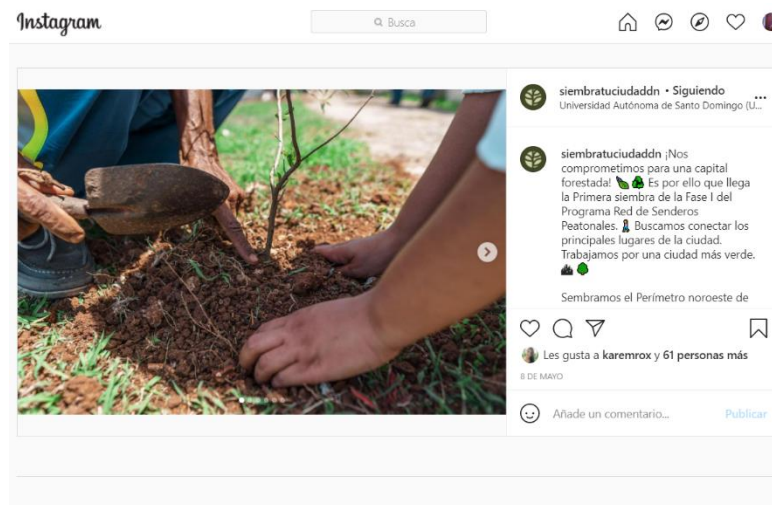 Instagram
Busca
siembratuciudaddn • Siguiendo
Universidad Autónoma de Santo Domingo (U...
siembratuciudaddn ¡Nos
comprometimos para una capital
forestada! Es por ello que llega
la Primera siembra de la Fase I del
Programa Red de Senderos
Peatonales. Buscamos conectar los
principales lugares de la ciudad.
Trabajamos por una ciudad más verde.
Sembramos el Perímetro noroeste de
Les gusta a karemrox y 61 personas más
8 DE MAYO
Añade un comentario...
Publicar